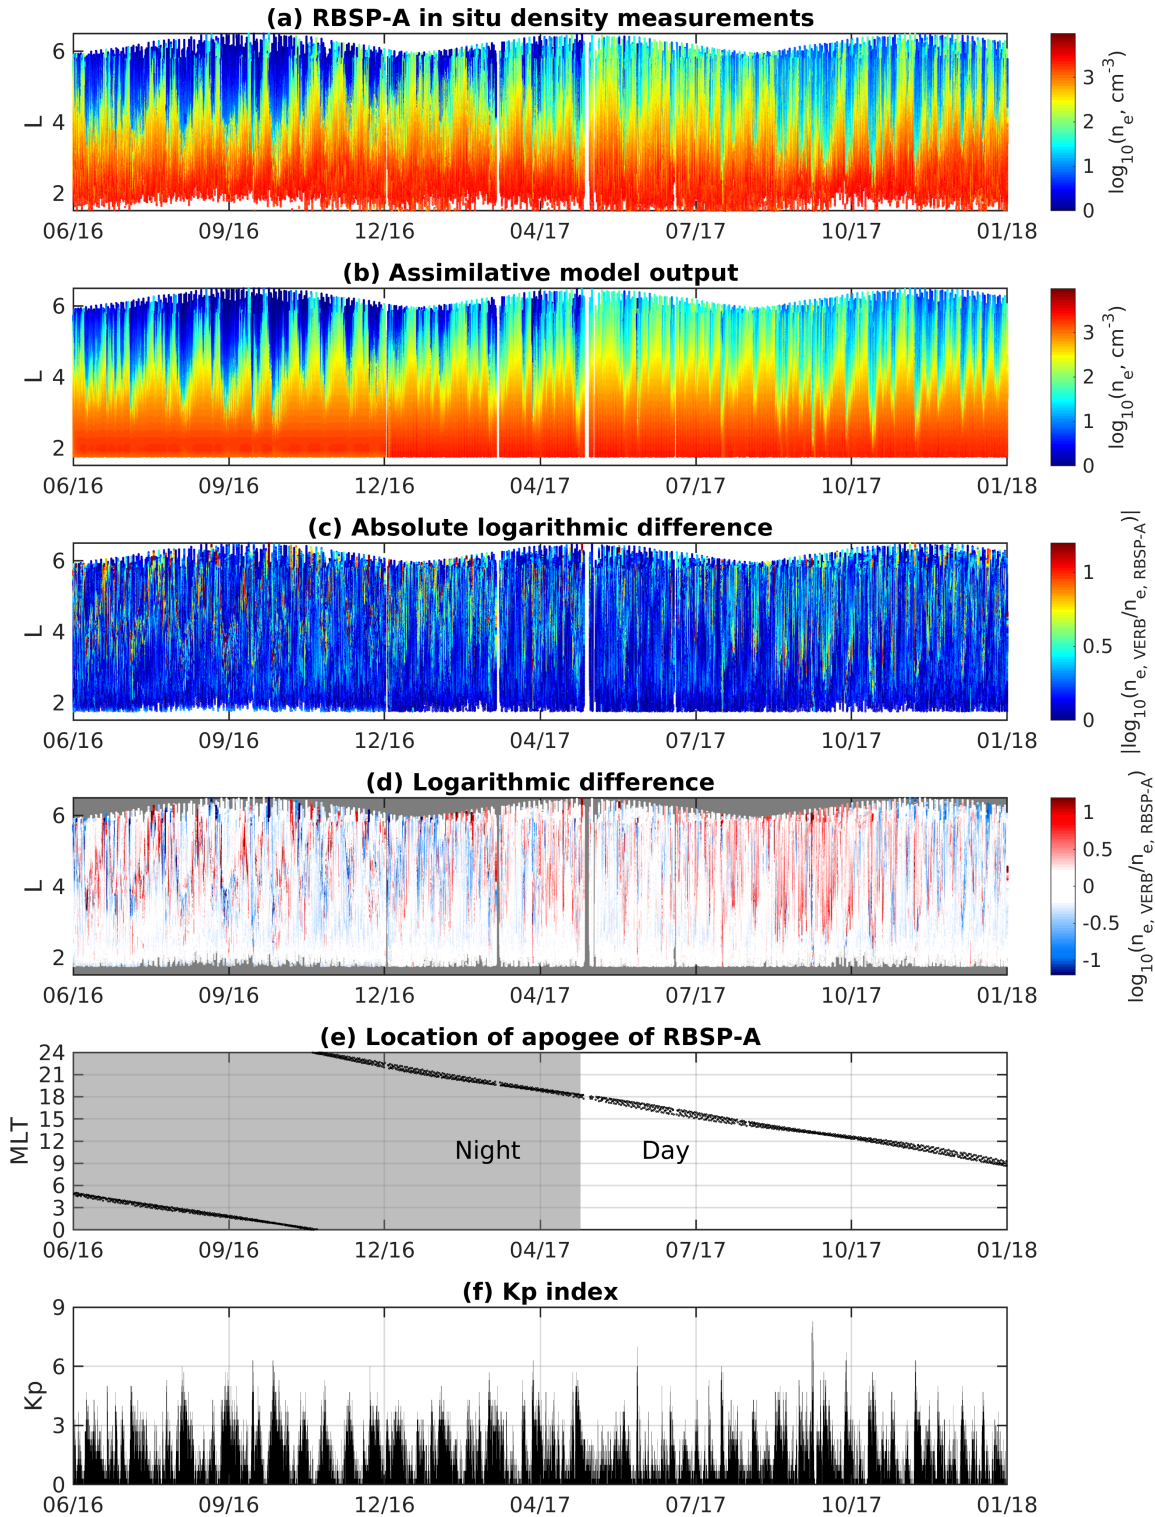 (a) RBSP-A in situ density measurements
6
4
2
L
06/16 09/16 12/16 04/17 07/17 10/17 01/18
3
2
1
0
log10(ne, cm-3)
(b) Assimilative model output
6
4
2
L
06/16 09/16 12/16 04/17 07/17 10/17 01/18
3
2
1
0
log10(ne, cm-3)
(c) Absolute logarithmic difference
6
4
2
L
06/16 09/16 12/16 04/17 07/17 10/17 01/18
1
0.5
0
|log10(ne, VERB/ne, RBSP-A)|
(d) Logarithmic difference
6
4
2
L
06/16 09/16 12/16 04/17 07/17 10/17 01/18
1
0.5
0
-0.5
-1
log10(ne, VERB/ne, RBSP-A)
(e) Location of apogee of RBSP-A
24
21
18
15
12
9
6
3
0
MLT
Night Day
06/16 09/16 12/16 04/17 07/17 10/17 01/18
(f) Kp index
9
6
3
0
Kp
06/16 09/16 12/16 04/17 07/17 10/17 01/18